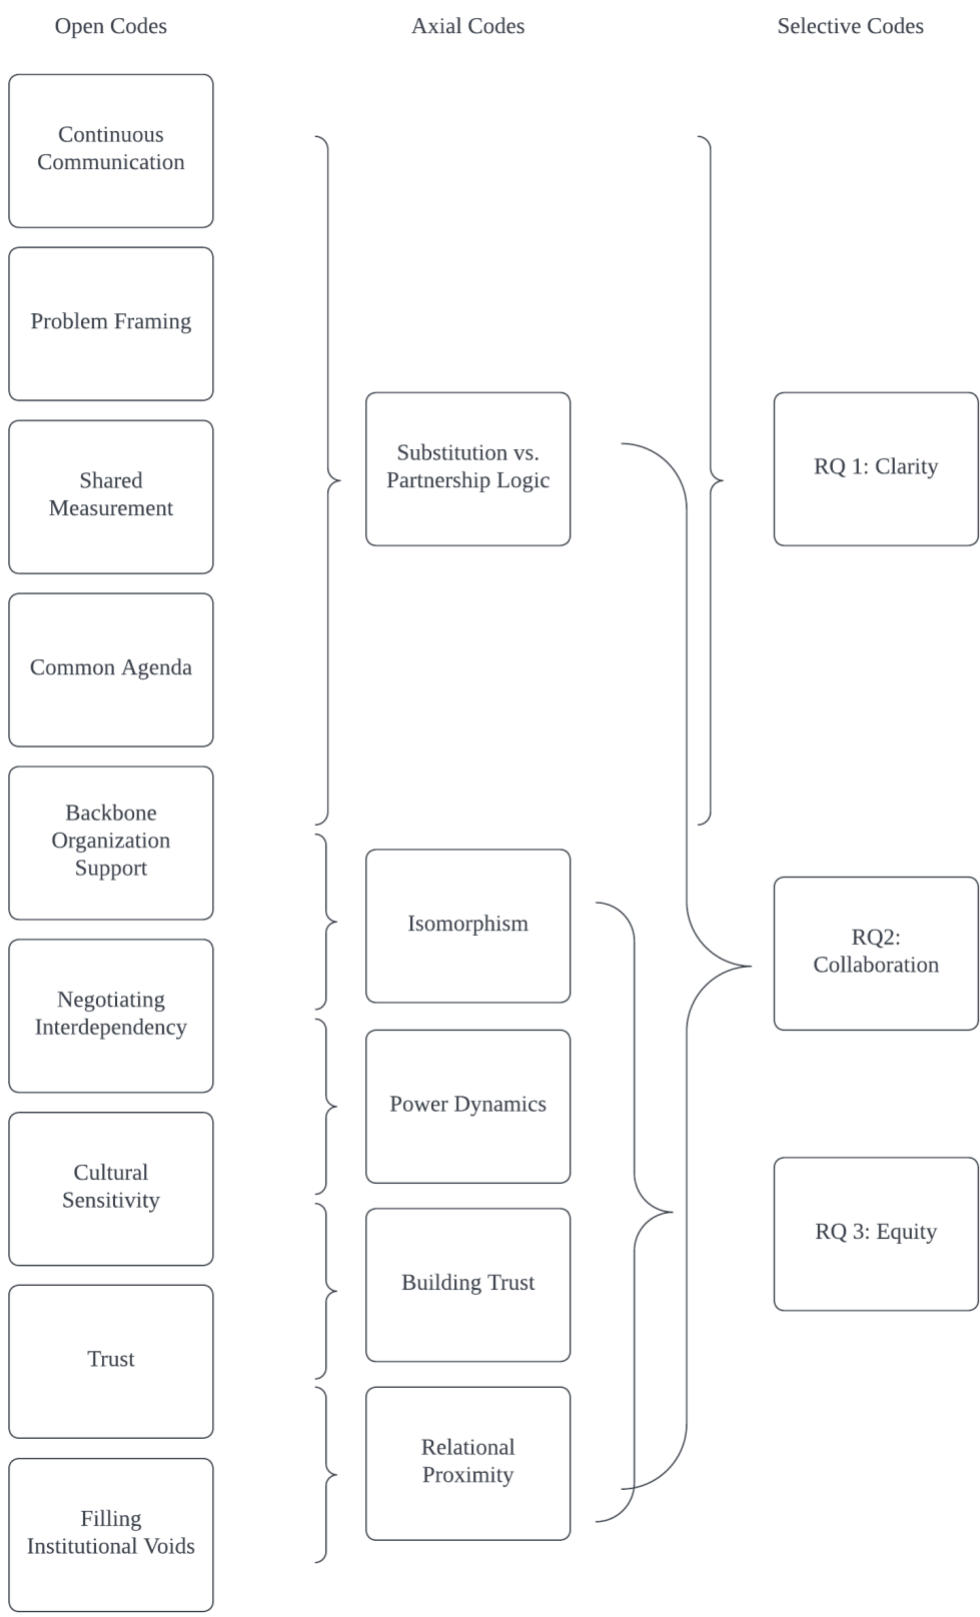 Open Codes
Axial Codes
Selective Codes
Continuous
Communication
Problem Framing
Shared
Measurement
Common Agenda
Backbone
Organization
Support
Negotiating
Interdependency
Cultural
Sensitivity
Trust
Filling
Institutional Voids
Substitution vs.
Partnership Logic
Isomorphism
Power Dynamics
Building Trust
Relational
Proximity
RQ 1: Clarity
RQ2:
Collaboration
RQ 3: Equity